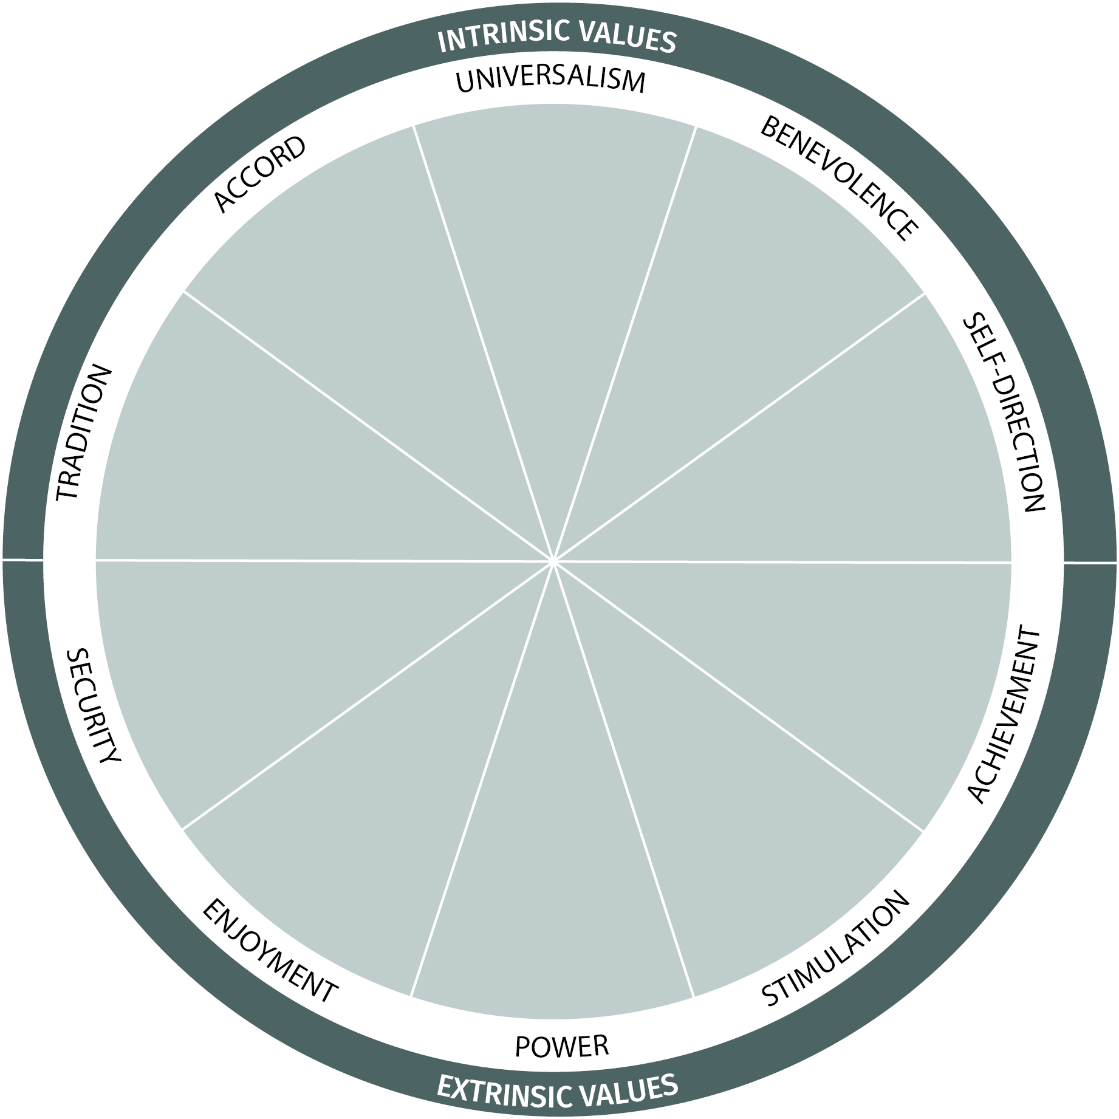 INTRINSIC VALUES
UNIVERSALISM
BENEVOLENCE
SELF-DIRECTION
ACHIEVEMENT
STIMULATION
POWER
ENJOYMENT
SECURITY
TRADITION
ACCORD
EXTRINSIC VALUES